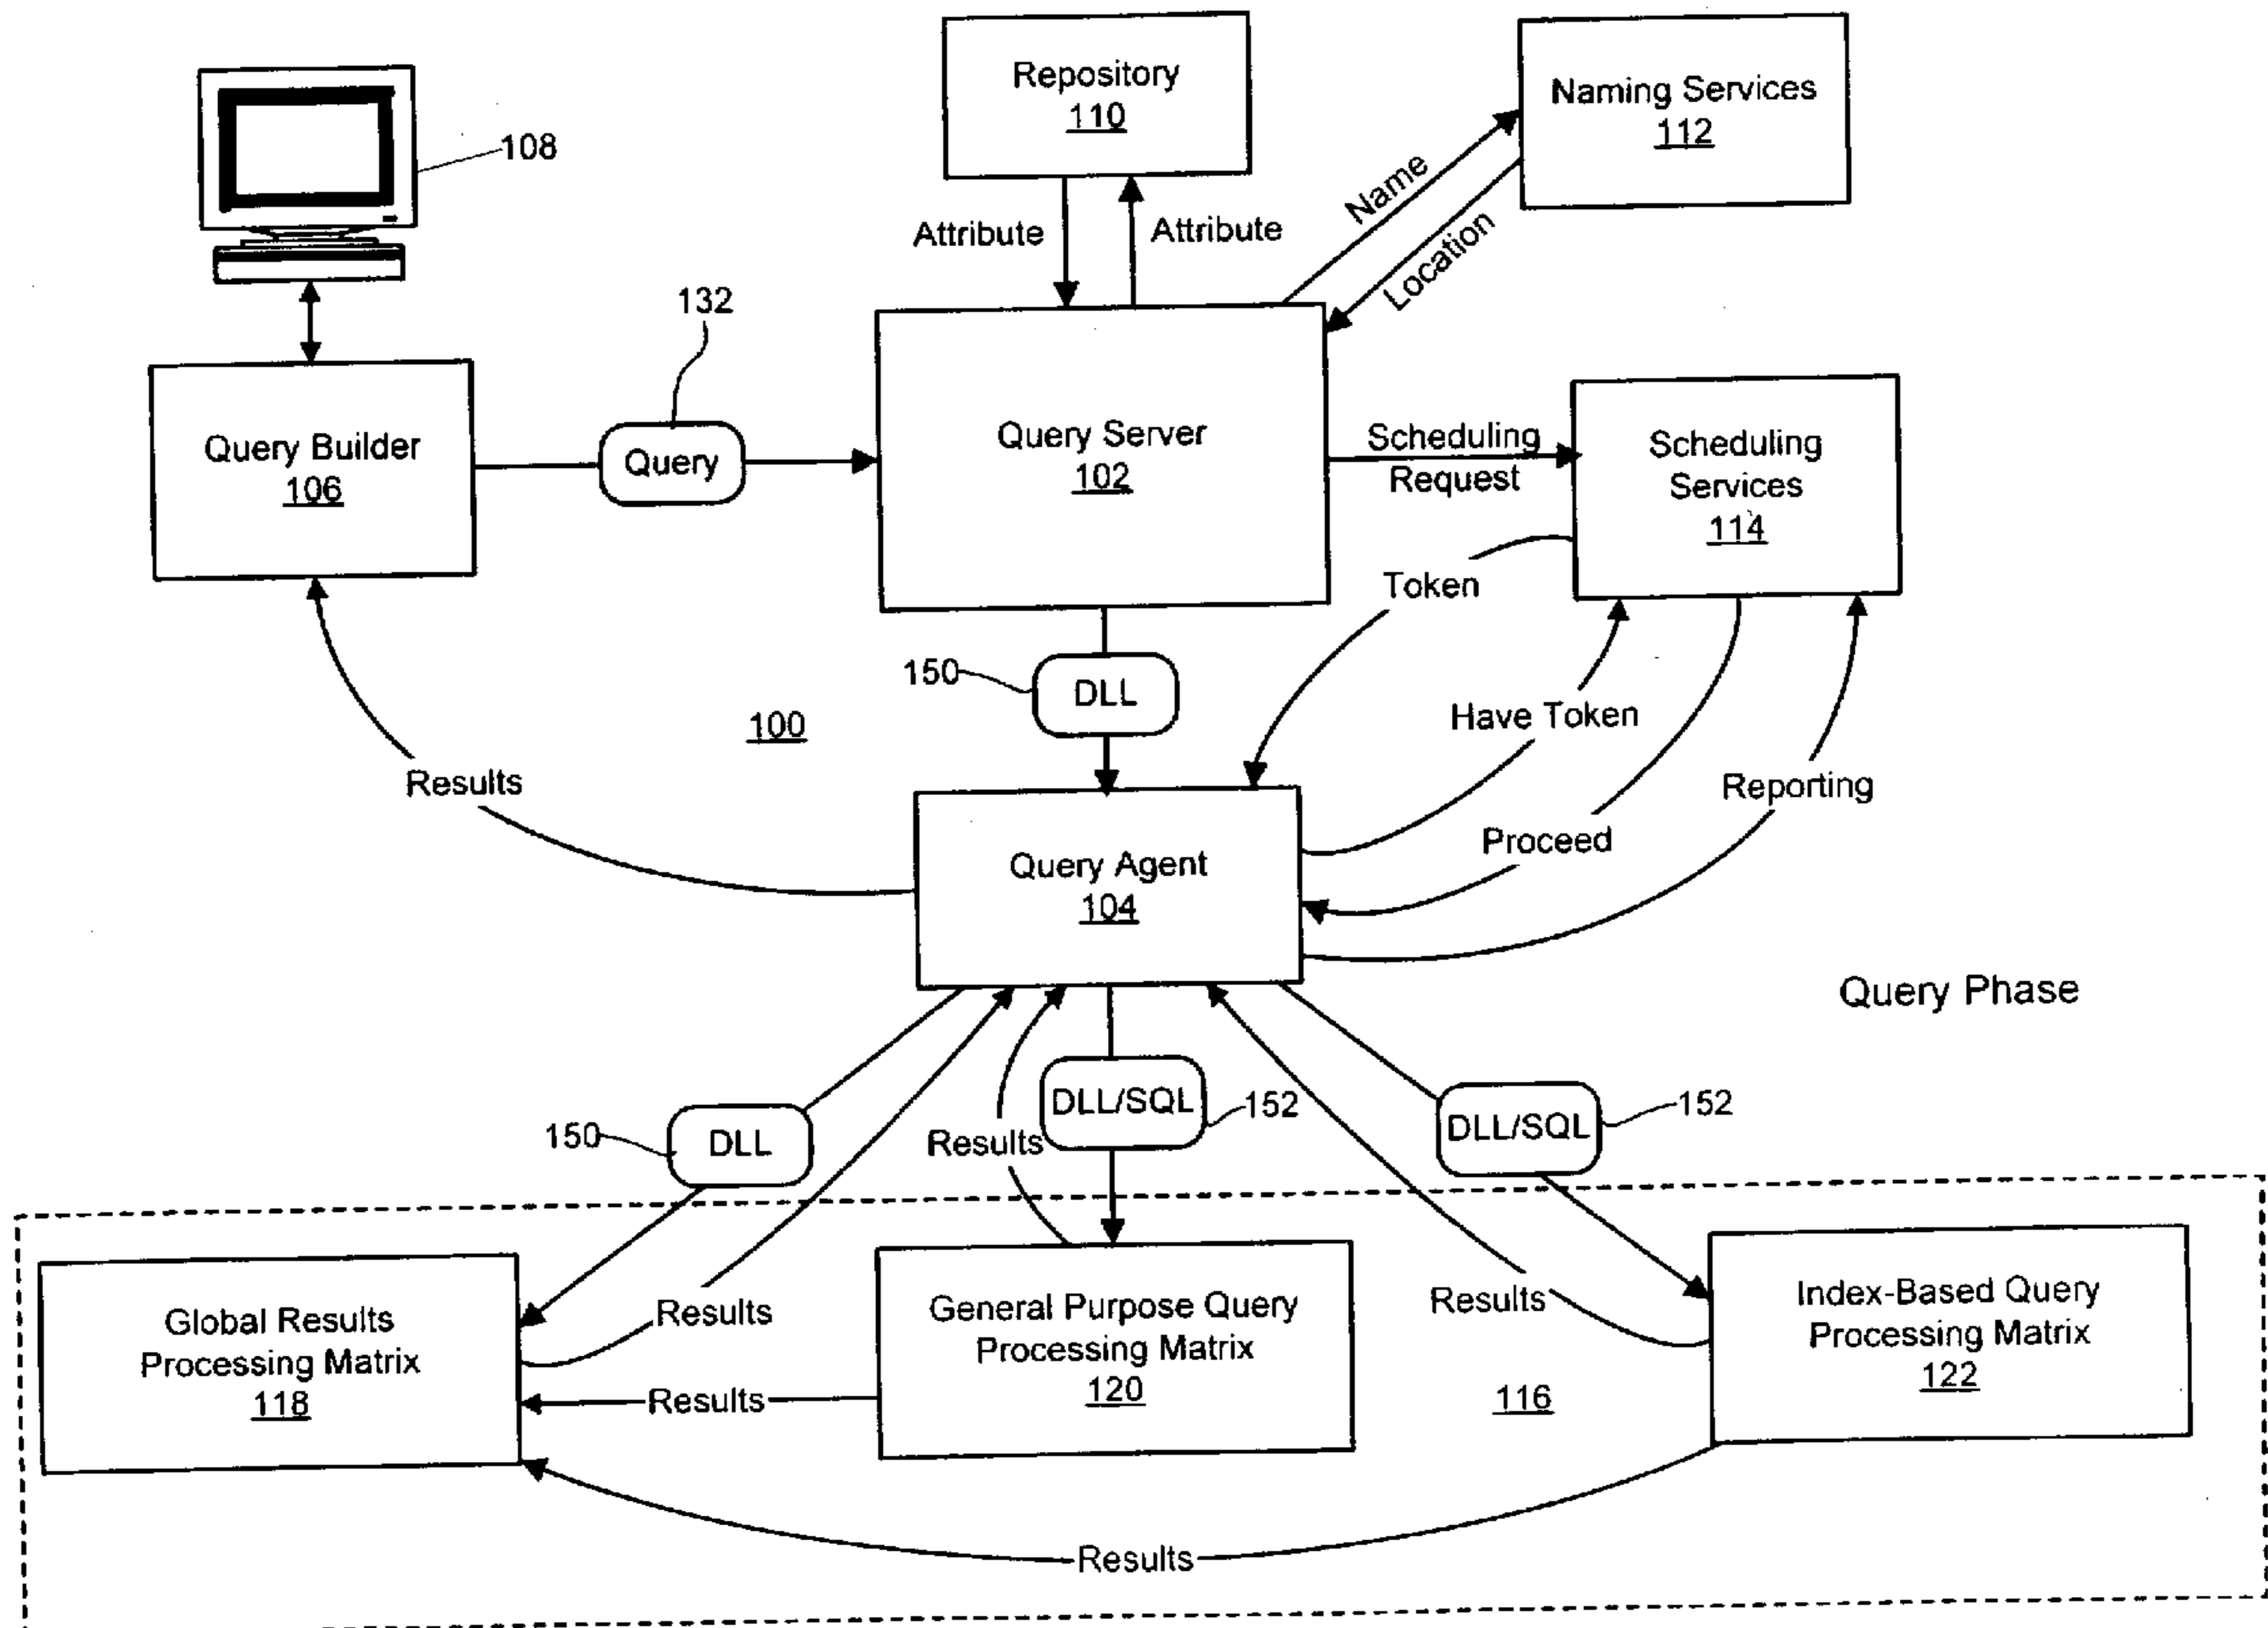 Repository
110
Naming Services
112
108
Name
Location
Attribute
Attribute
132
Query Builder
106
Query
Query Server
102
Scheduling
Request
Scheduling
Services
114
Token
150
DLL
100
Have Token
Results
Reporting
Proceed
Query Agent
104
Query Phase
150
DLL
Results
DLL/SQL
152
DLL/SQL
152
Global Results
Processing Matrix
118
Results
Results
General Purpose Query
Processing Matrix
120
Results
116
Index-Based Query
Processing Matrix
122
Results